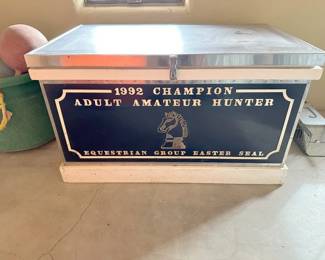 1992 CHAMPION
ADULT AMATEUR HUNTER
EQUESTRIAN GROUP EASTER SEAL